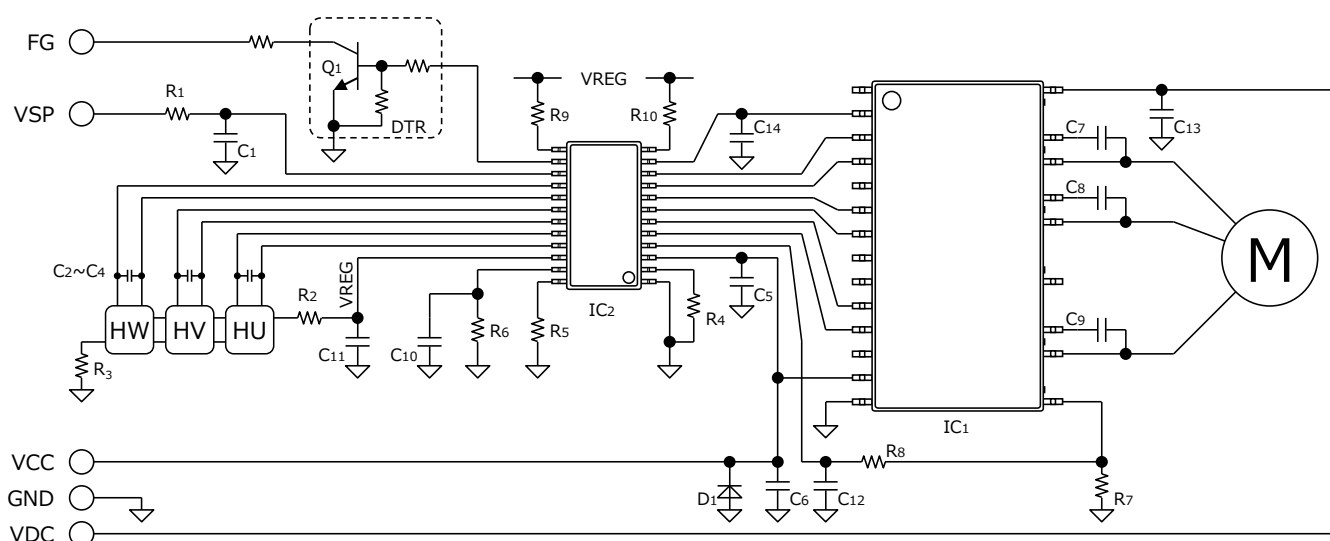 FG
Q1
VREG
VSP
R1
R9
R10
DTR
C14
C13
C7
C1
C8
M
C2~C4
VREG
R2
C5
IC2
C9
HW
HV
HU
R6
R5
R4
R3
C11
C10
IC1
VCC
R8
GND
D1
C6
C12
R7
VDC